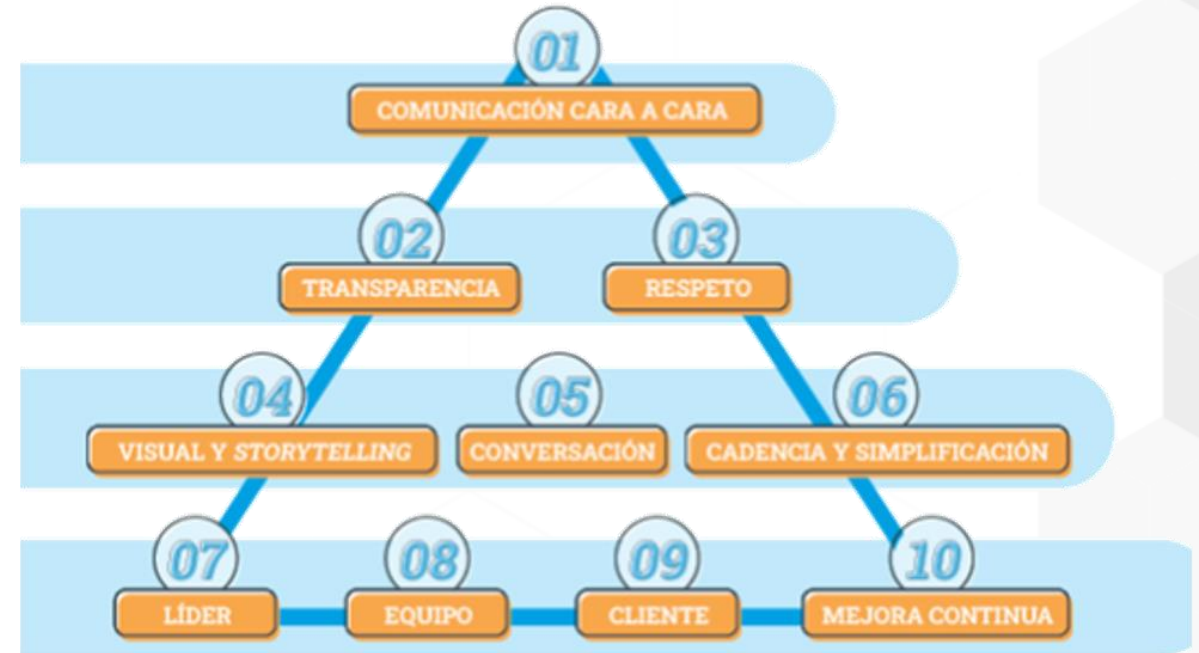 01
COMUNICACIÓN CARA A CARA
02
TRANSPARENCIA
03
RESPETO
04
VISUAL Y STORYTELLING
05
CONVERSACIÓN
06
CADENCIA Y SIMPLIFICACIÓN
07
LÍDER
08
EQUIPO
09
CLIENTE
10
MEJORA CONTINUA